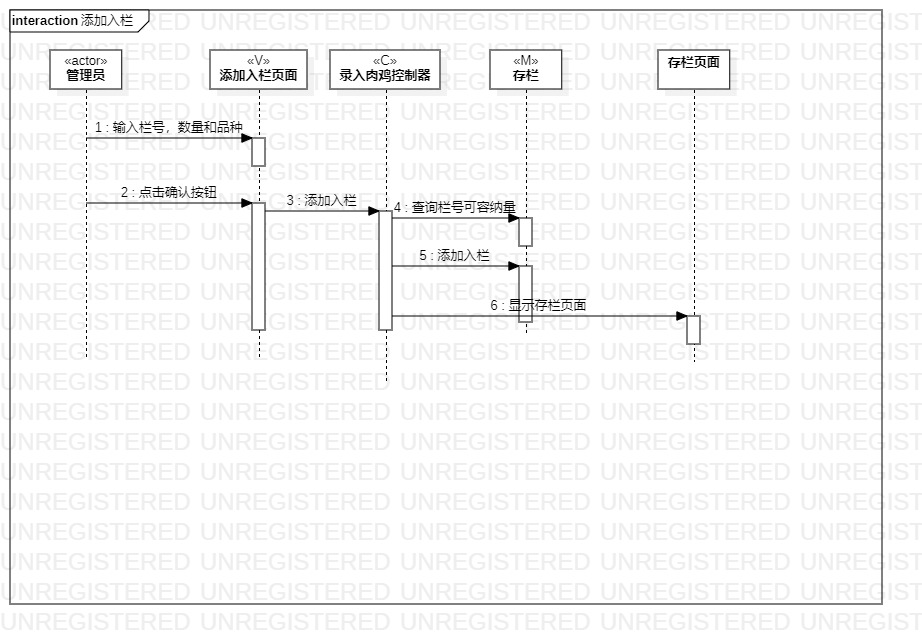 interaction 添加入栏
«actor»
管理员
«V»
添加入栏页面
«C»
录入肉鸡控制器
«M»
存栏
存栏页面
1 : 输入栏号，数量和品种
2 : 点击确认按钮
3 : 添加入栏
4 : 查询栏号可容纳量
5 : 添加入栏
6 : 显示存栏页面
UNREGISTERED UNREGISTERED UNREGISTERED UNREGISTERED UNREGISTERED